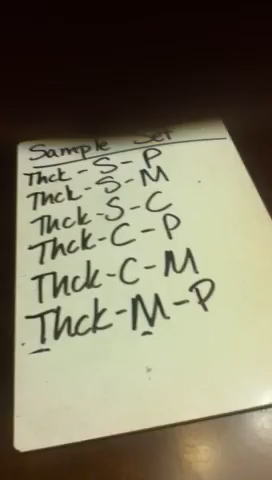 Sample Set
Thck-S-P
Thck-S-M
Thck-S-C
Thck-C-P
Thck-C-M
Thck-M-P